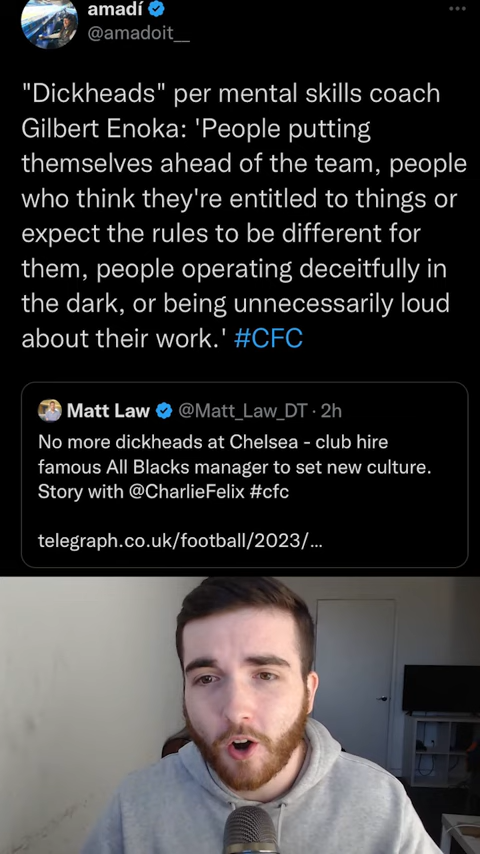 amadí
@amadoit__
"Dickheads" per mental skills coach
Gilbert Enoka: 'People putting
themselves ahead of the team, people
who think they're entitled to things or
expect the rules to be different for
them, people operating deceitfully in
the dark, or being unnecessarily loud
about their work.' #CFC
Matt Law @Matt_Law_DT · 2h
No more dickheads at Chelsea - club hire
famous All Blacks manager to set new culture.
Story with @CharlieFelix #cfc
telegraph.co.uk/football/2023/...